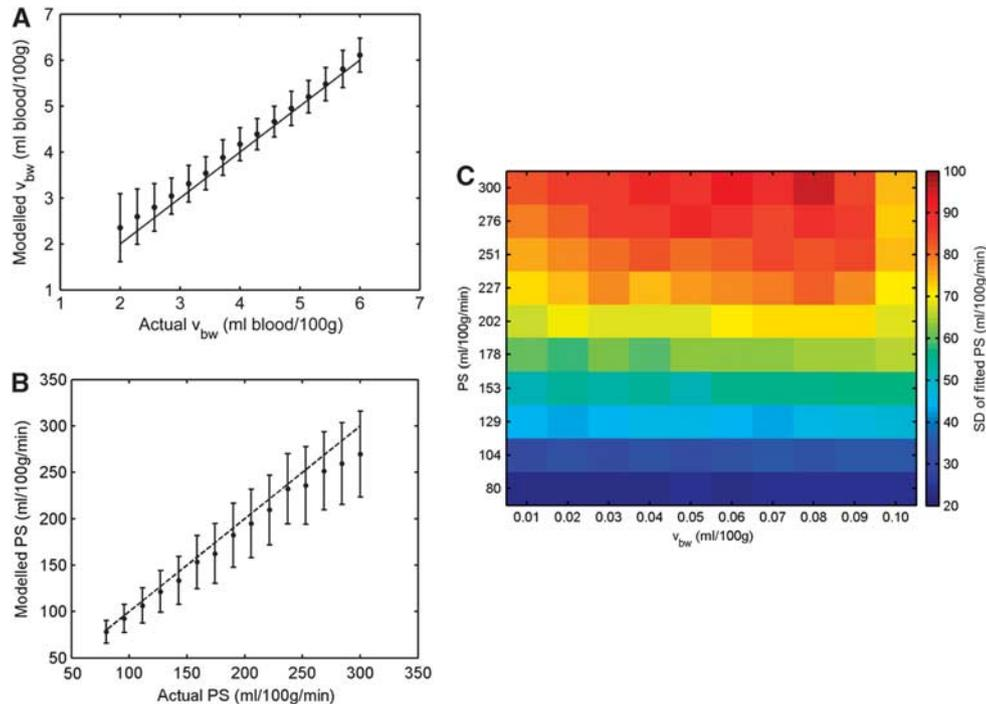 A
7
6
5
4
3
2
1
1 2 3 4 5 6 7
Modelled v_bw (ml blood/100g)
Actual v_bw (ml blood/100g)
B
350
300
250
200
150
100
50
50 100 150 200 250 300 350
Modelled PS (ml/100g/min)
Actual PS (ml/100g/min)
C
300
276
251
227
202
178
153
129
104
80
PS (ml/100g/min)
0.01 0.02 0.03 0.04 0.05 0.06 0.07 0.08 0.09 0.10
v_bw (ml/100g)
100
90
80
70
60
50
40
30
20
SD of fitted PS (ml/100g/min)